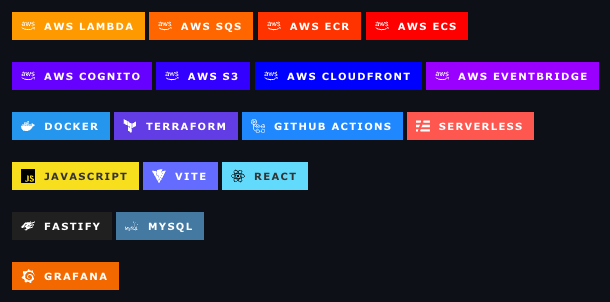 aws AWS LAMBDA aws AWS SQS aws AWS ECR aws AWS ECS
aws AWS COGNITO aws AWS S3 aws AWS CLOUDFRONT aws AWS EVENTBRIDGE
DOCKER TERRAFORM GITHUB ACTIONS SERVERLESS
JS JAVASCRIPT VITE REACT
FASTIFY MySQL MYSQL
GRAFANA